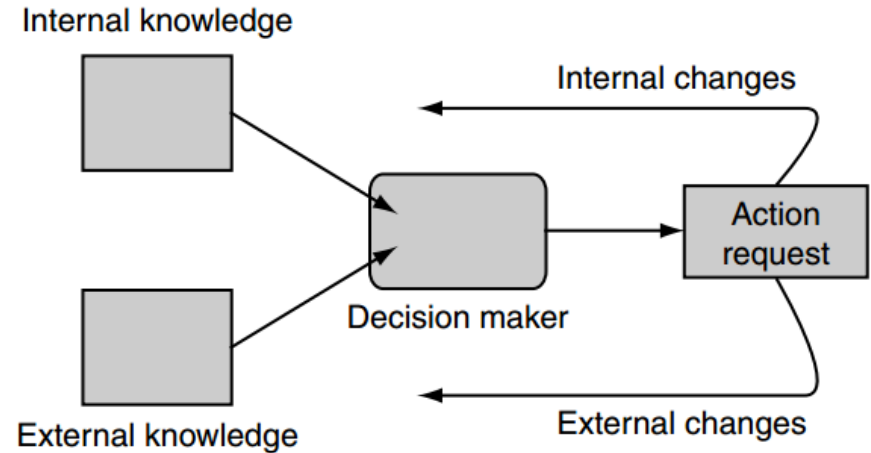 Internal knowledge
Internal changes
Action
request
Decision maker
External changes
External knowledge